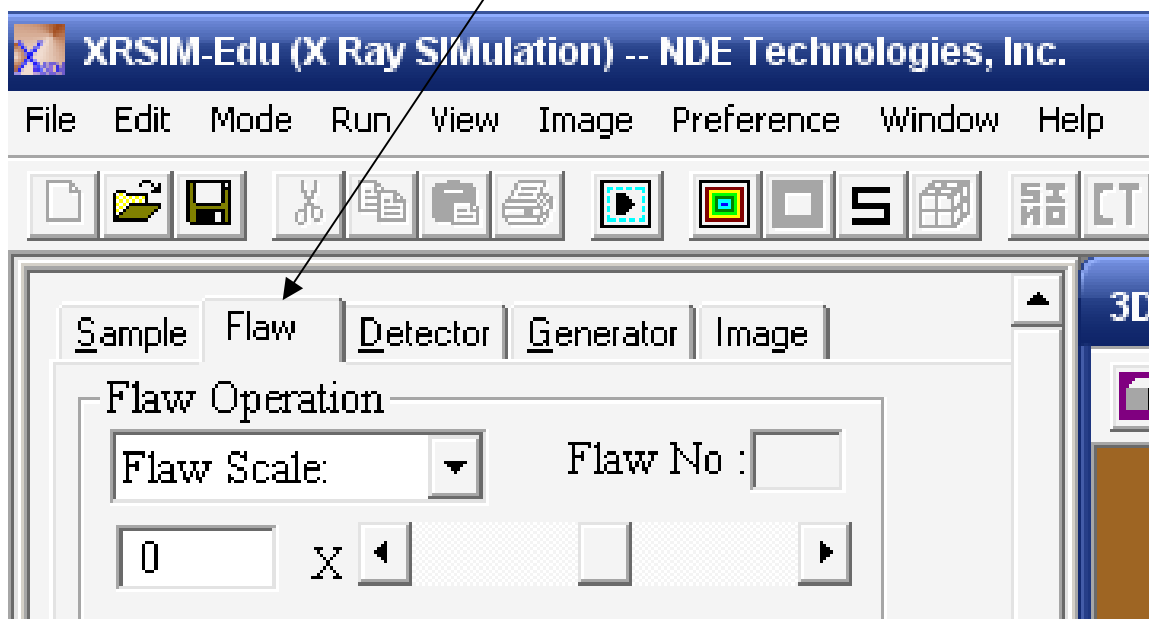 XRSIM-Edu (X Ray SIMulation) -- NDE Technologies, Inc.
File Edit Mode Run View Image Preference Window Help
S SINO CT
Sample Flaw Detector Generator Image
3D
Flaw Operation
Flaw Scale: Flaw No :
0 X